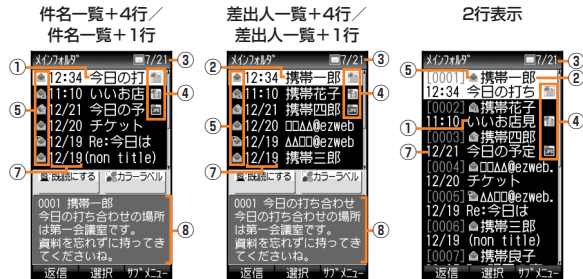 件名一覧+4行／
件名一覧+1行
メインフォルダ 7/21
12:34 今日の打
11:10 いいお店
12/21 今日の予
12/20 チケット
12/19 Re:今日は
12/19 (non title)
既読にする カラーラベル
0001 携帯一郎
今日の打ち合わせの場所
は第一会議室です。
資料を忘れずに持ってき
てくださいね。
返信 選択 サブメニュー
① ③ ④ ⑤ ⑦
差出人一覧+4行／
差出人一覧+1行
メインフォルダ 7/21
12:34 携帯一郎
11:10 携帯花子
12/21 携帯四郎
12/20 □□△△@ezweb
12/19 △△□□@ezweb
12/19 携帯三郎
既読にする カラーラベル
0001 今日の打ち合わせ
今日の打ち合わせの場所
は第一会議室です。
資料を忘れずに持ってき
てくださいね。
返信 選択 サブメニュー
② ③ ④ ⑤ ⑦ ⑧
2行表示
メインフォルダ 7/21
[0001] 携帯一郎
12:34 今日の打ち
[0002] 携帯花子
11:10 いいお店見
[0003] 携帯四郎
12/21 今日の予定
[0004] □□△△@ezweb.
12/20 チケット
[0005] △△□□@ezweb.
12/19 Re:今日は
[0006] 携帯三郎
12/19 (non title)
[0007] 携帯良子
返信 選択 サブメニュー
① ② ③ ④ ⑤ ⑦